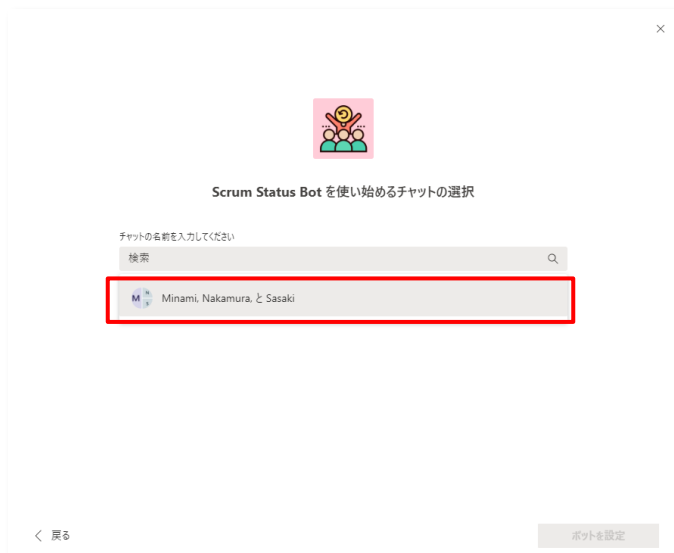 Scrum Status Bot を使い始めるチャットの選択
チャットの名前を入力してください
検索
M N S Minami, Nakamura, と Sasaki
戻る
ボットを設定